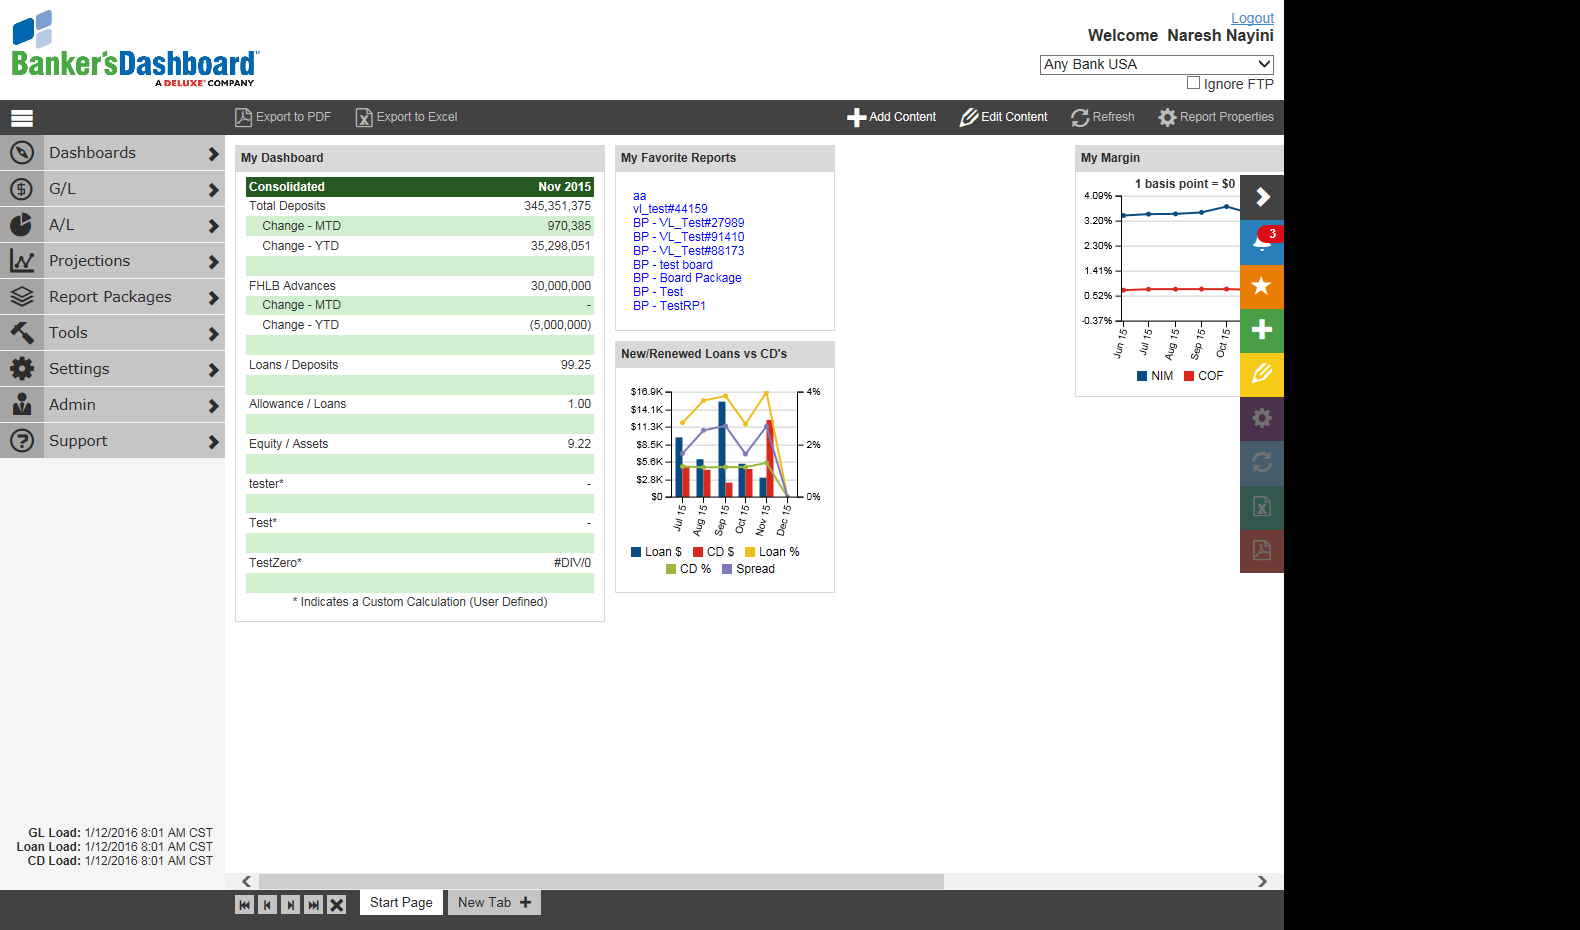 Logout
Banker'sDashboard
A DELUXE COMPANY
Welcome Naresh Nayini
Any Bank USA
Ignore FTP
Export to PDF
Export to Excel
Add Content
Edit Content
Refresh
Report Properties
Dashboards
G/L
A/L
Projections
Report Packages
Tools
Settings
Admin
Support
GL Load: 1/12/2016 8:01 AM CST
Loan Load: 1/12/2016 8:01 AM CST
CD Load: 1/12/2016 8:01 AM CST
My Dashboard
Consolidated Nov 2015
Total Deposits 345,351,375
Change - MTD 970,385
Change - YTD 35,298,051
FHLB Advances 30,000,000
Change - MTD -
Change - YTD (5,000,000)
Loans / Deposits 99.25
Allowance / Loans 1.00
Equity / Assets 9.22
tester* -
Test* -
TestZero* #DIV/0
* Indicates a Custom Calculation (User Defined)
My Favorite Reports
aa
vl_test#44159
BP - VL_Test#27989
BP - VL_Test#91410
BP - VL_Test#88173
BP - test board
BP - Board Package
BP - Test
BP - TestRP1
New/Renewed Loans vs CD's
$16.9K 4%
$14.1K
$11.3K
$8.5K 2%
$5.6K
$2.8K
$0 0%
Jul 15 Aug 15 Sep 15 Oct 15 Nov 15 Dec 15
Loan $ CD $ Loan %
CD % Spread
My Margin
1 basis point = $0
4.09%
3.20%
2.30%
1.41%
0.52%
-0.37%
Jun 15 Jul 15 Aug 15 Sep 15 Oct 15
NIM COF
3
Start Page
New Tab